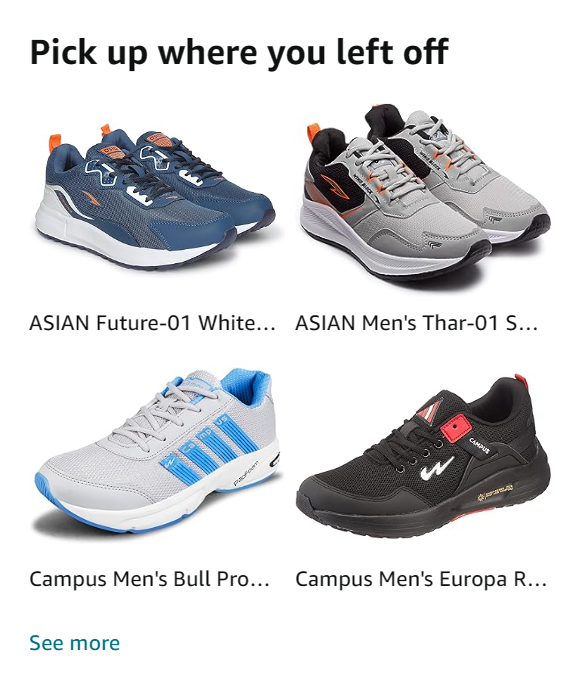 Pick up where you left off
ASIAN Future-01 White...
ASIAN Men's Thar-01 S...
CAMPUS
Campus Men's Bull Pro...
Campus Men's Europa R...
See more